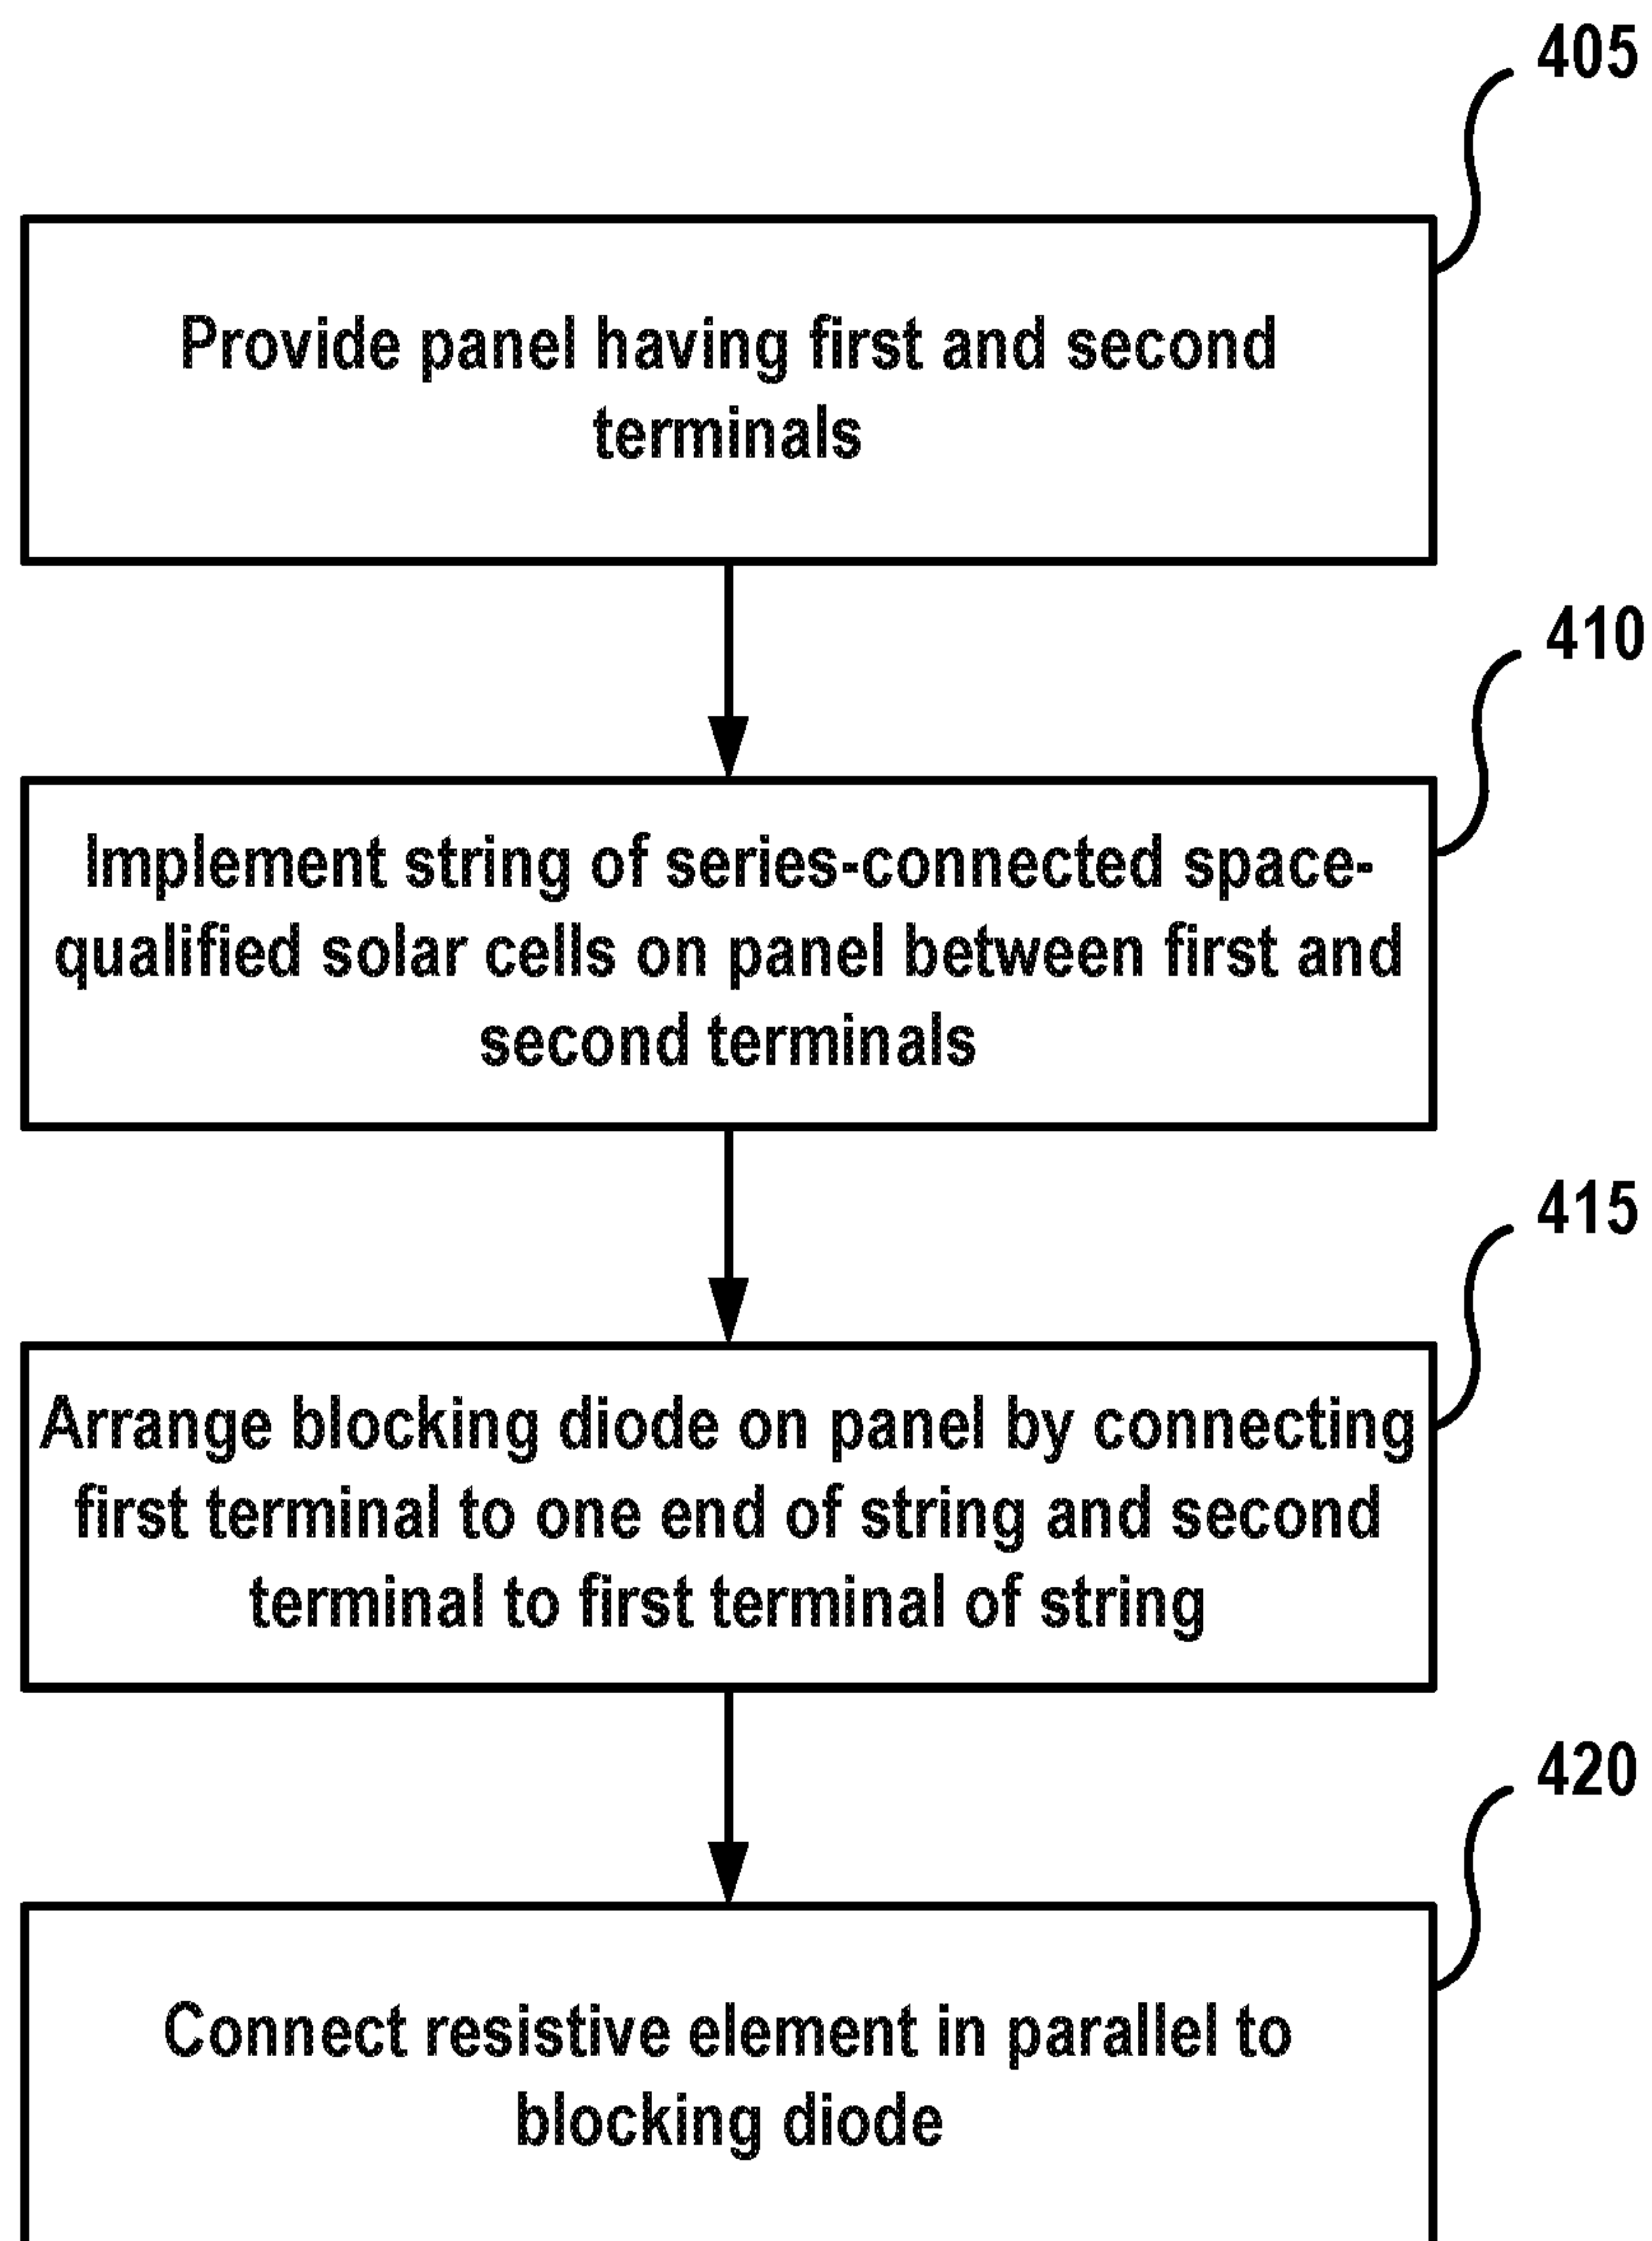 405
Provide panel having first and second
terminals
410
Implement string of series-connected space-
qualified solar cells on panel between first and
second terminals
415
Arrange blocking diode on panel by connecting
first terminal to one end of string and second
terminal to first terminal of string
420
Connect resistive element in parallel to
blocking diode